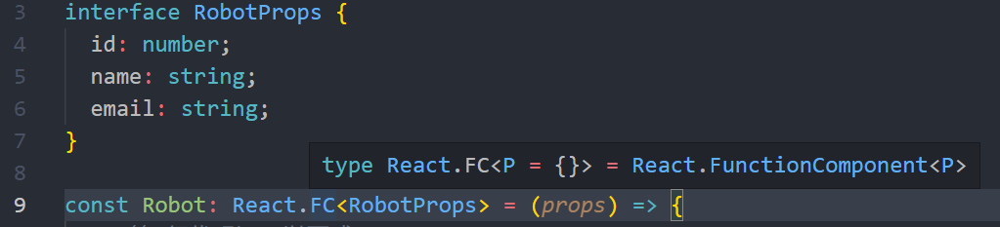 3 interface RobotProps {
4 id: number;
5 name: string;
6 email: string;
7 }
8 type React.FC<P = {}> = React.FunctionComponent<P>
9 const Robot: React.FC<RobotProps> = (props) => {